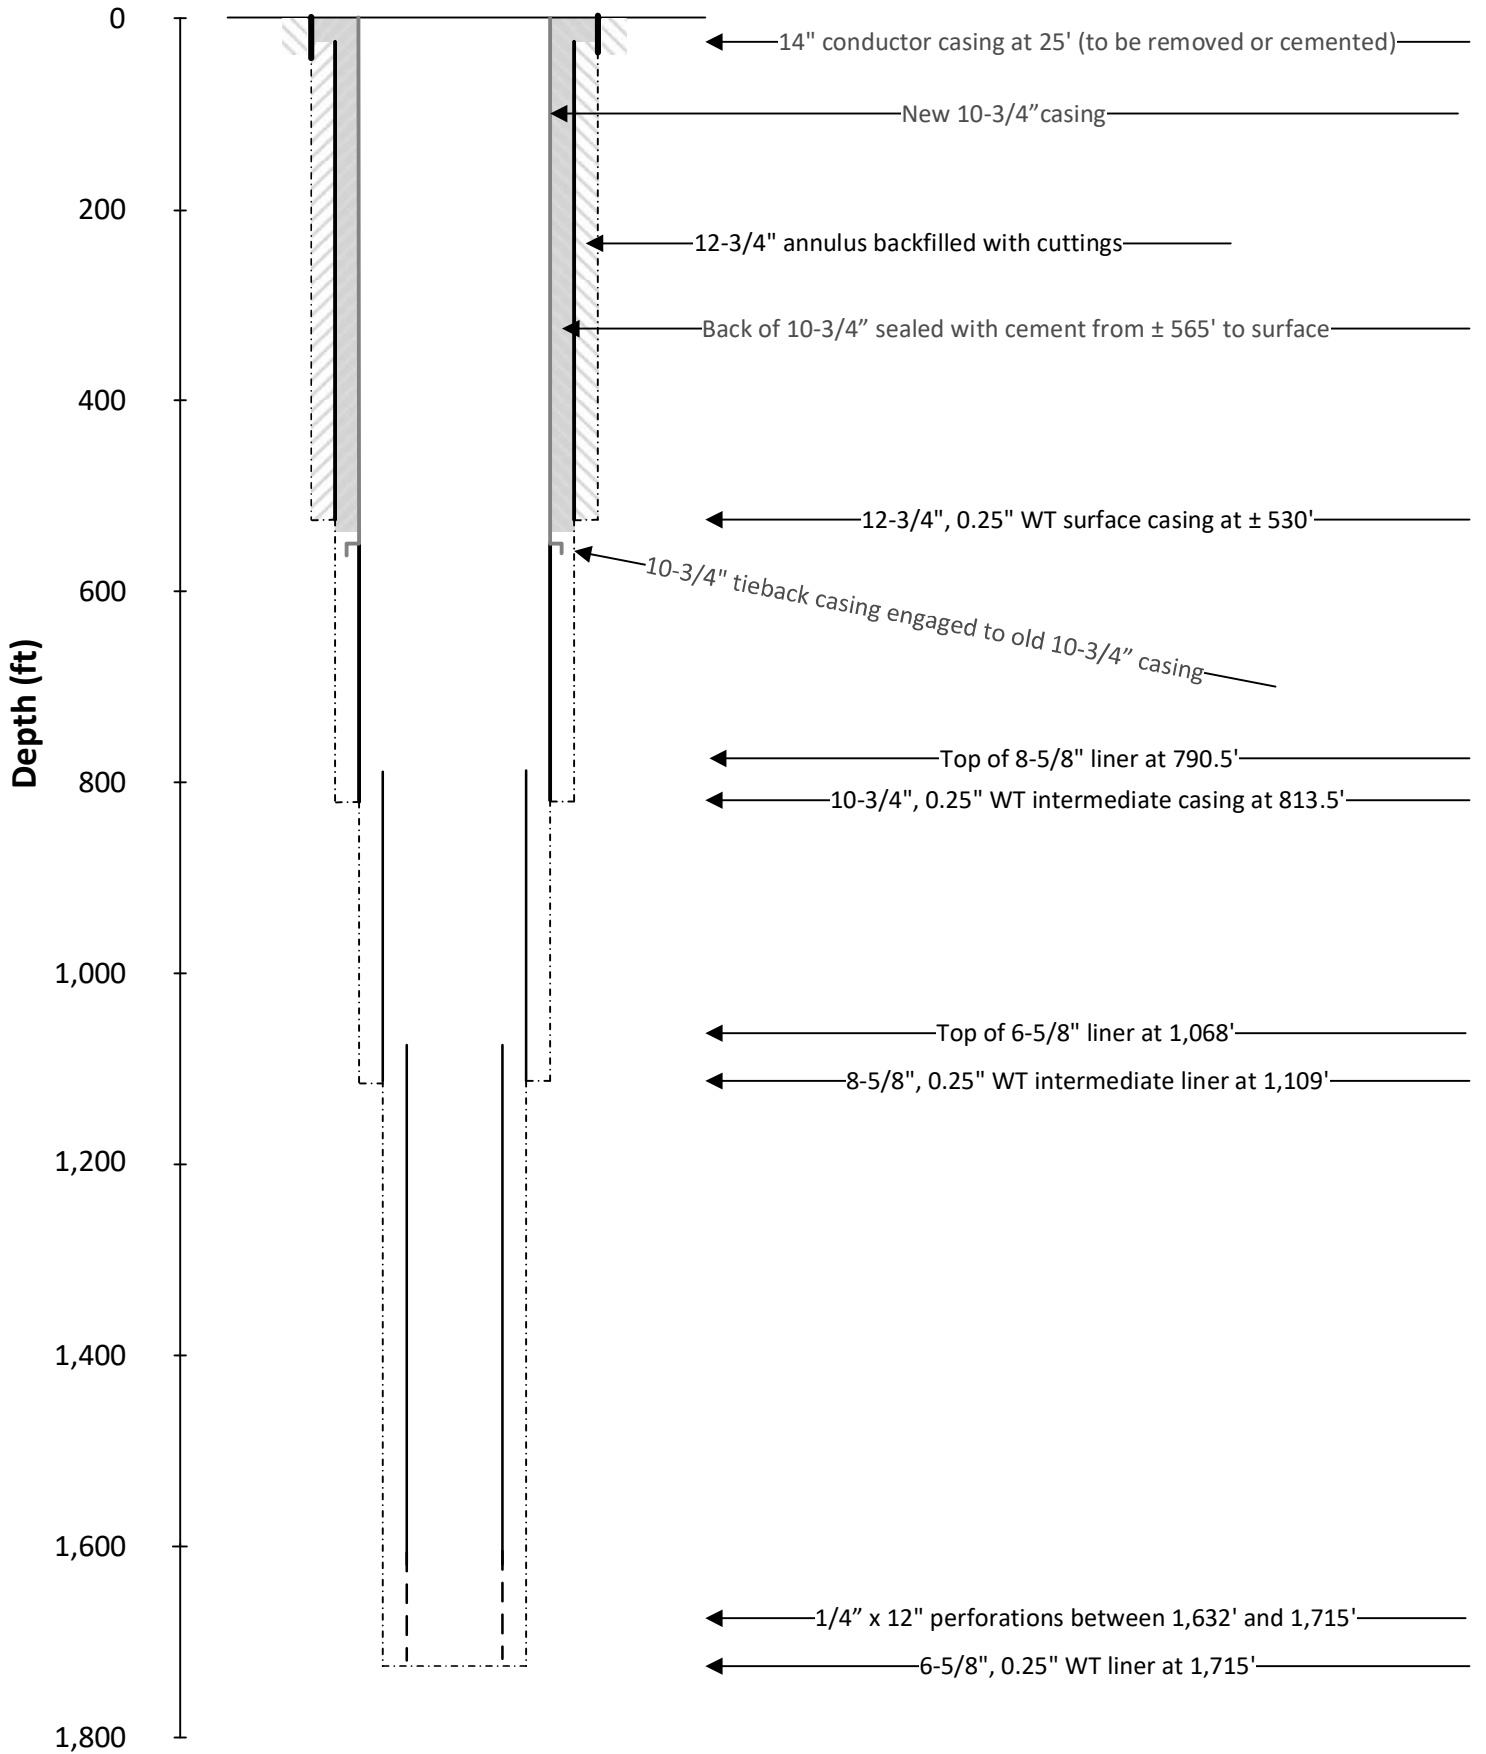 0
14" conductor casing at 25' (to be removed or cemented)
New 10-3/4”casing
200
12-3/4" annulus backfilled with cuttings
Back of 10-3/4” sealed with cement from ± 565' to surface
400
12-3/4", 0.25" WT surface casing at ± 530'
10-3/4" tieback casing engaged to old 10-3/4” casing
600
Depth (ft)
Top of 8-5/8" liner at 790.5'
800
10-3/4", 0.25" WT intermediate casing at 813.5'
1,000
Top of 6-5/8" liner at 1,068'
8-5/8", 0.25" WT intermediate liner at 1,109'
1,200
1,400
1,600
1/4” x 12" perforations between 1,632' and 1,715'
6-5/8", 0.25" WT liner at 1,715'
1,800